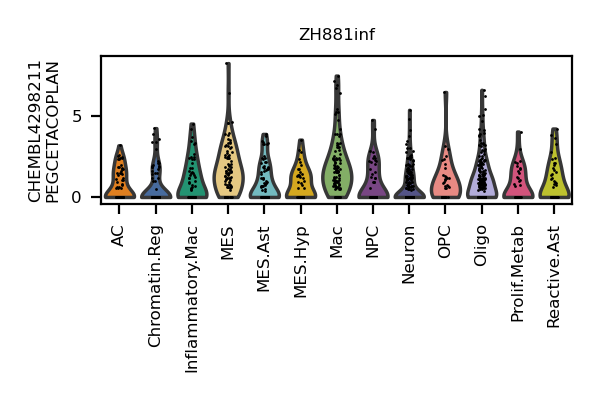 ZH881inf
CHEMBL4298211
PEGCETACOPLAN
5
0
AC
Chromatin.Reg
Inflammatory.Mac
MES
MES.Ast
MES.Hyp
Mac
NPC
Neuron
OPC
Oligo
Prolif.Metab
Reactive.Ast